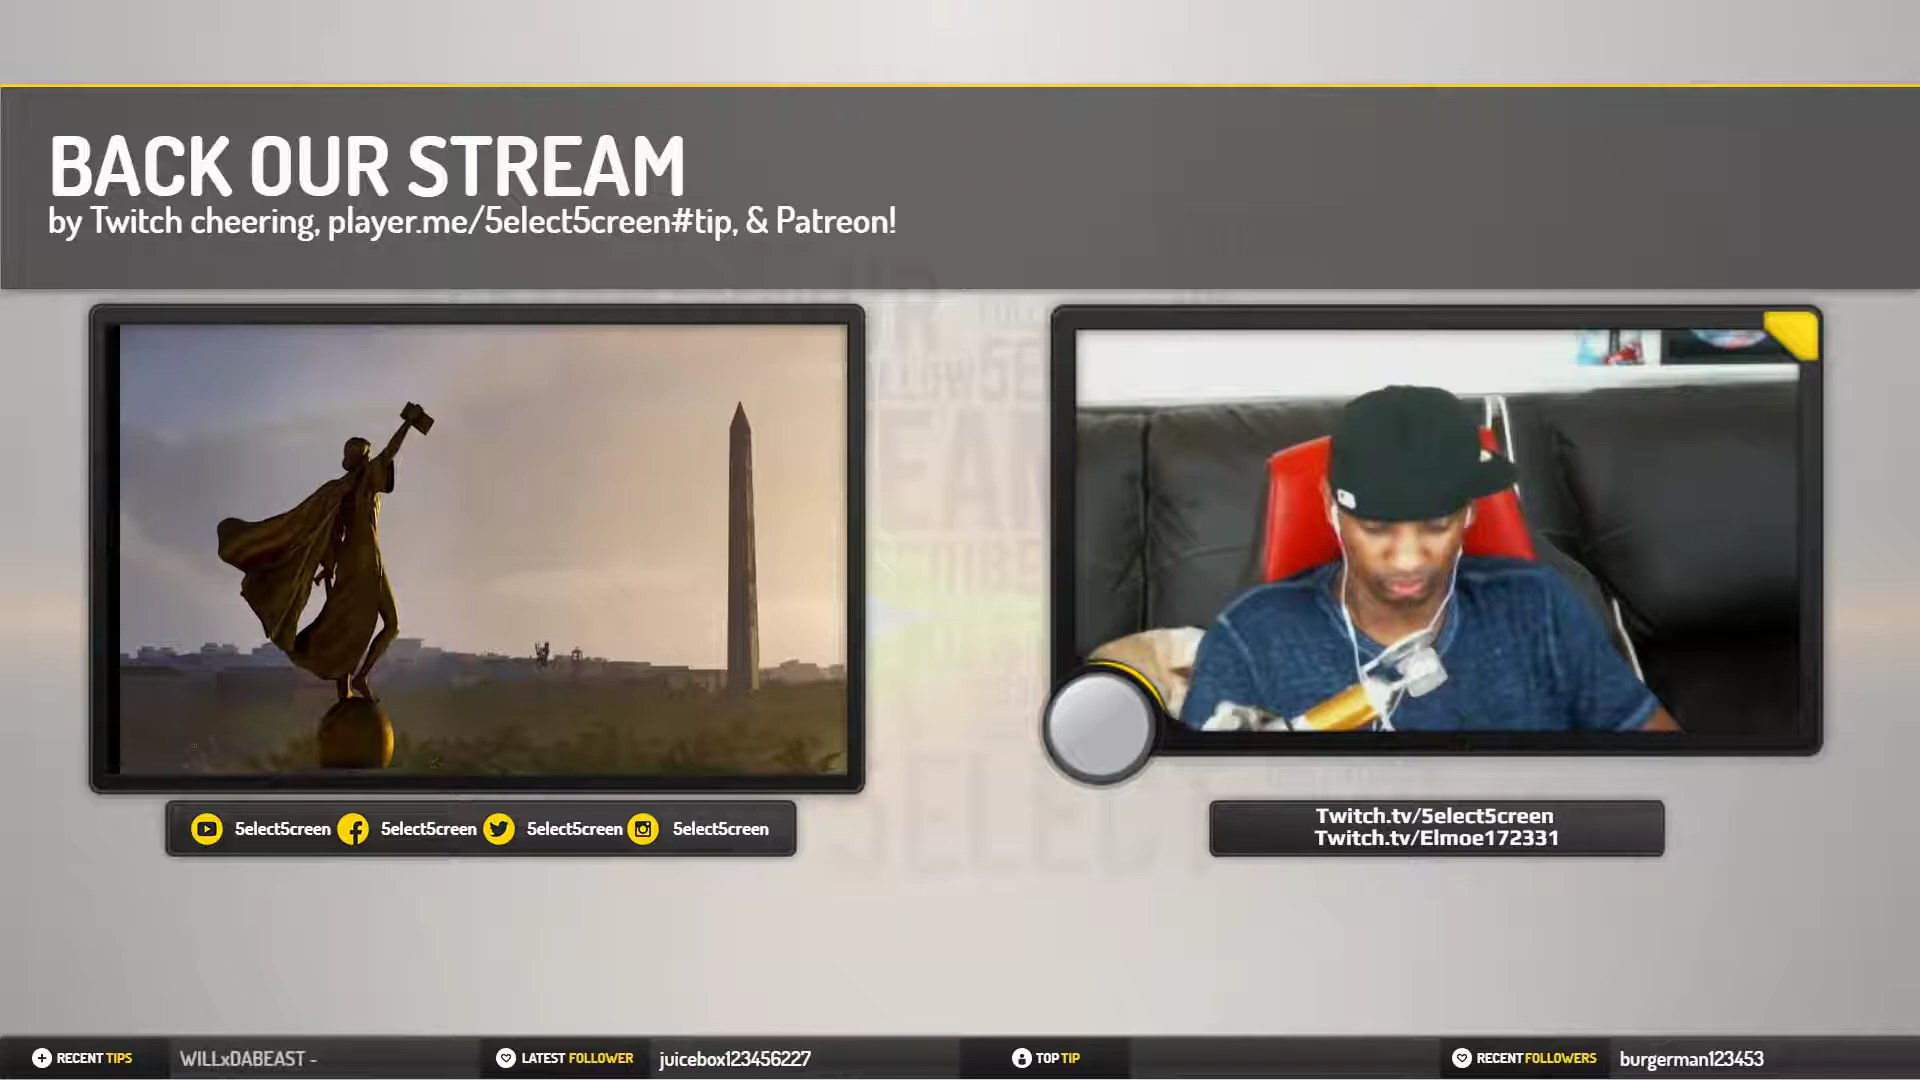 BACK OUR STREAM
by Twitch cheering, player.me/5elect5creen#tip, & Patreon!
5elect5creen 5elect5creen 5elect5creen 5elect5creen
Twitch.tv/5elect5creen
Twitch.tv/Elmoe172331
RECENT TIPS WILLxDABEAST - LATEST FOLLOWER juicebox123456227 TOP TIP RECENT FOLLOWERS burgerman123453